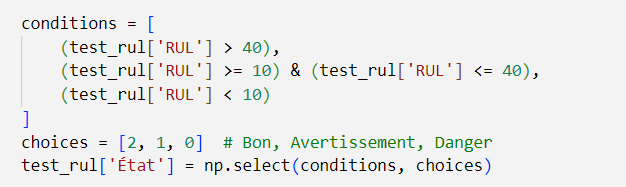 conditions = [
    (test_rul['RUL'] > 40),
    (test_rul['RUL'] >= 10) & (test_rul['RUL'] <= 40),
    (test_rul['RUL'] < 10)
]
choices = [2, 1, 0]  # Bon, Avertissement, Danger
test_rul['État'] = np.select(conditions, choices)